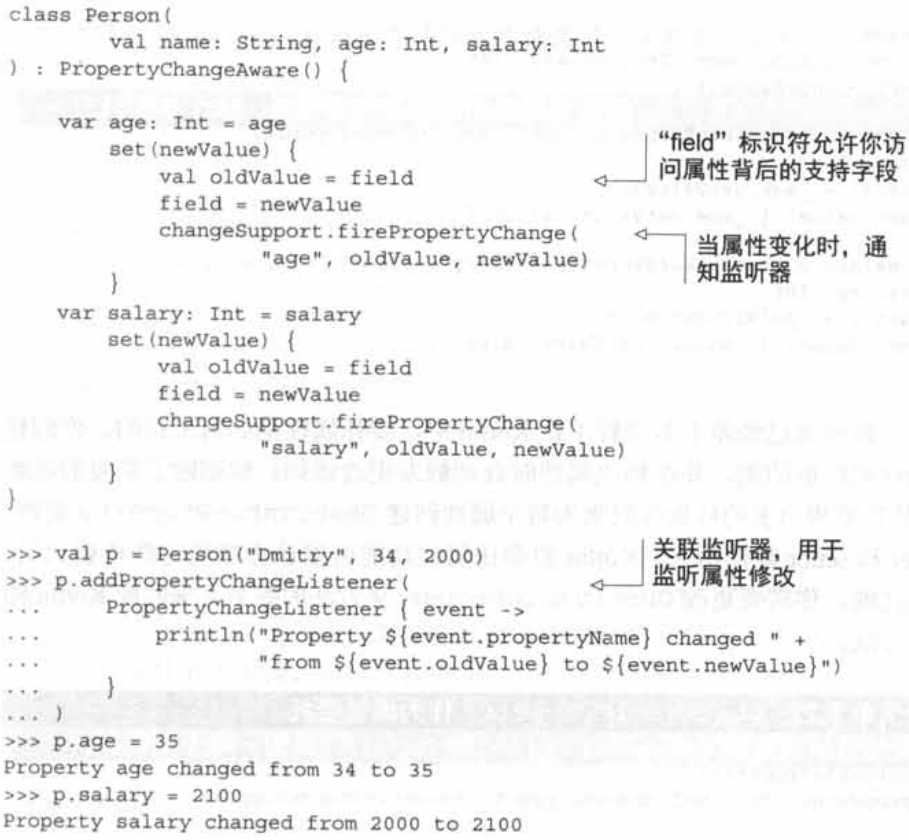 class Person(
        val name: String, age: Int, salary: Int
) : PropertyChangeAware() {
    var age: Int = age
        set(newValue) {
            val oldValue = field
            field = newValue
            changeSupport.firePropertyChange(
                    "age", oldValue, newValue)
        }
“field”标识符允许你访
问属性背后的支持字段
当属性变化时，通
知监听器
    var salary: Int = salary
        set(newValue) {
            val oldValue = field
            field = newValue
            changeSupport.firePropertyChange(
                    "salary", oldValue, newValue)
        }
}
>>> val p = Person("Dmitry", 34, 2000)
>>> p.addPropertyChangeListener(
...     PropertyChangeListener { event ->
...         println("Property ${event.propertyName} changed " +
...                 "from ${event.oldValue} to ${event.newValue}")
...     }
... )
关联监听器，用于
监听属性修改
>>> p.age = 35
Property age changed from 34 to 35
>>> p.salary = 2100
Property salary changed from 2000 to 2100